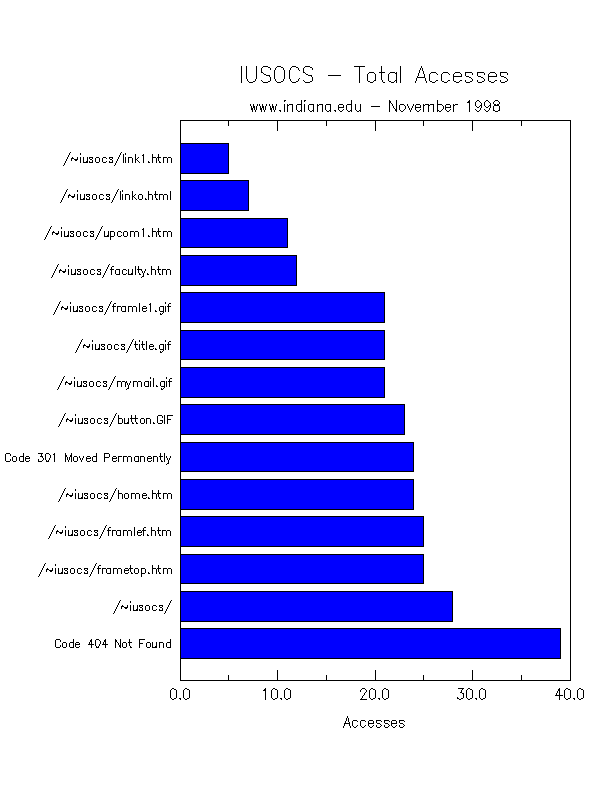 IUSOCS – Total Accesses
www.indiana.edu – November 1998
/~iusocs/link1.htm
/~iusocs/linko.html
/~iusocs/upcom1.htm
/~iusocs/faculty.htm
/~iusocs/framle1.gif
/~iusocs/title.gif
/~iusocs/mymail.gif
/~iusocs/button.GIF
Code 301 Moved Permanently
/~iusocs/home.htm
/~iusocs/framlef.htm
/~iusocs/frametop.htm
/~iusocs/
Code 404 Not Found
0.0 10.0 20.0 30.0 40.0
Accesses